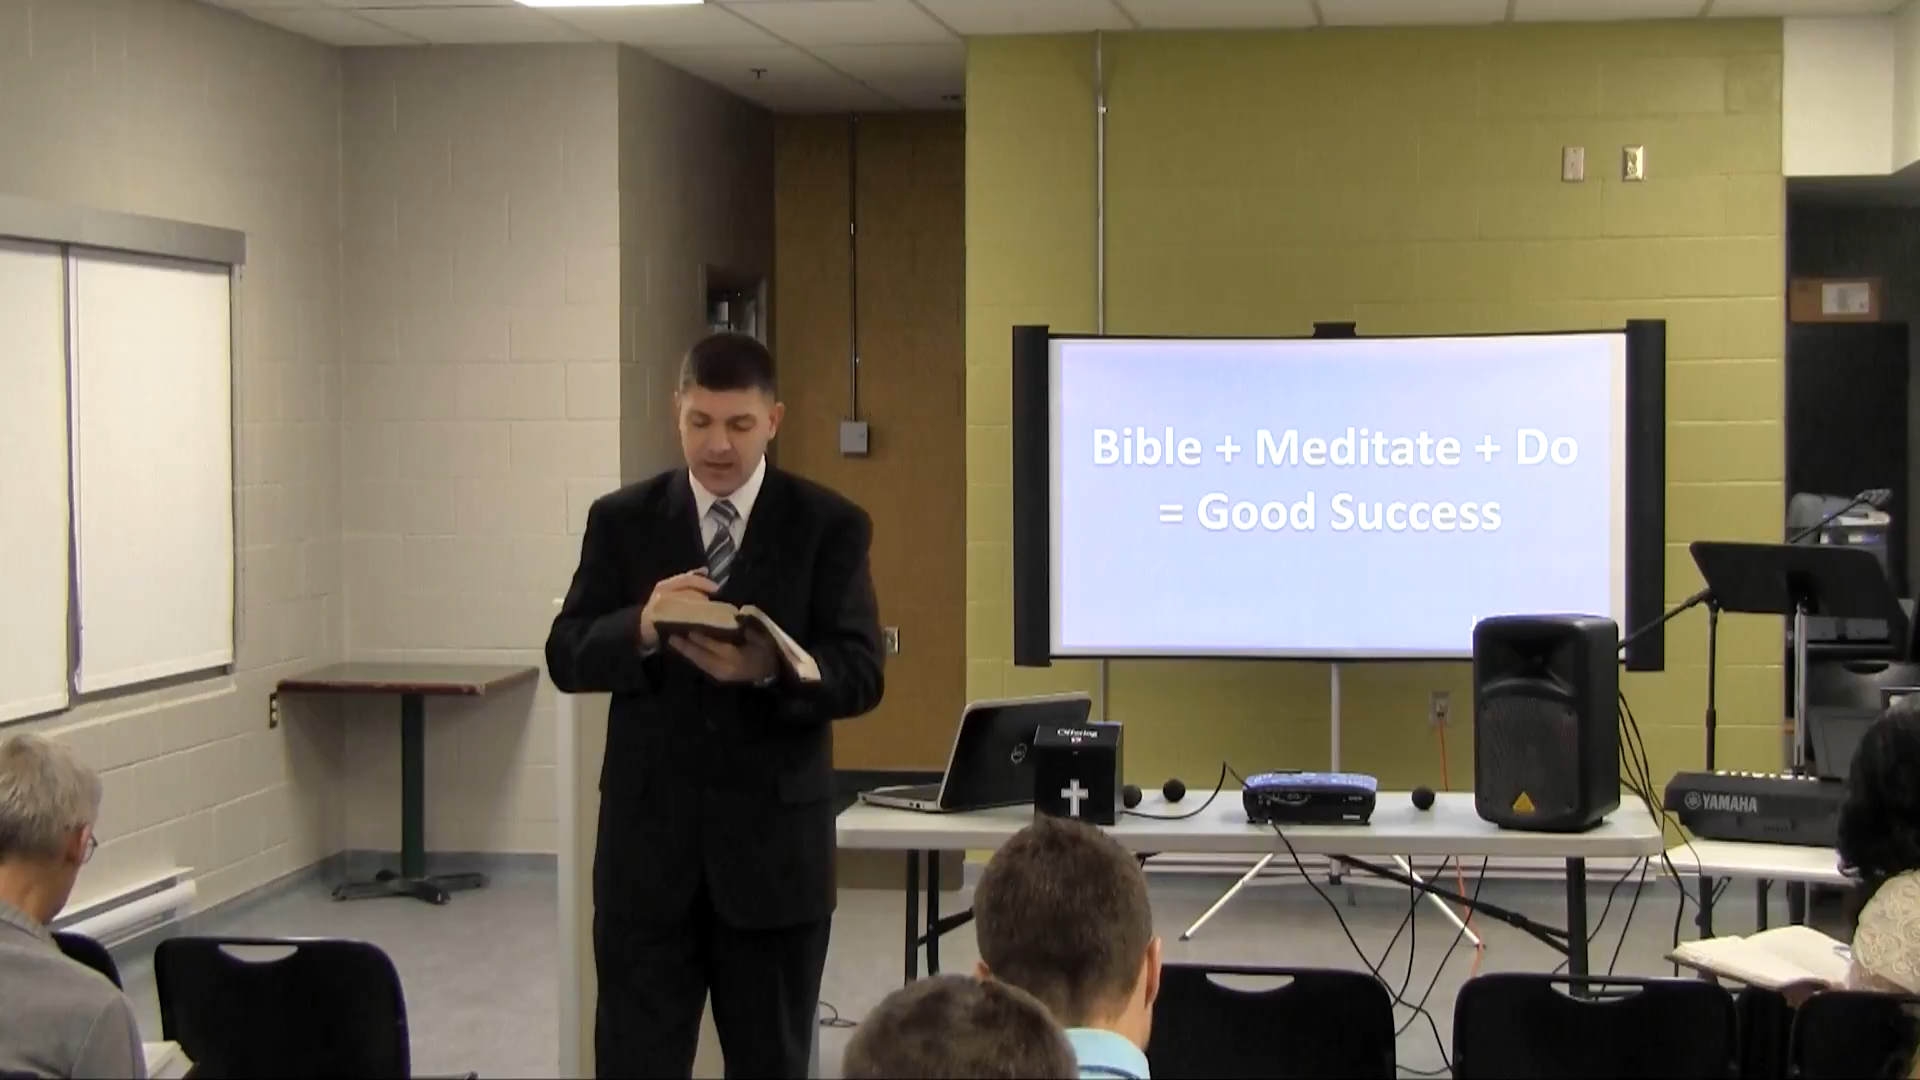 Bible + Meditate + Do
= Good Success
Offering
YAMAHA